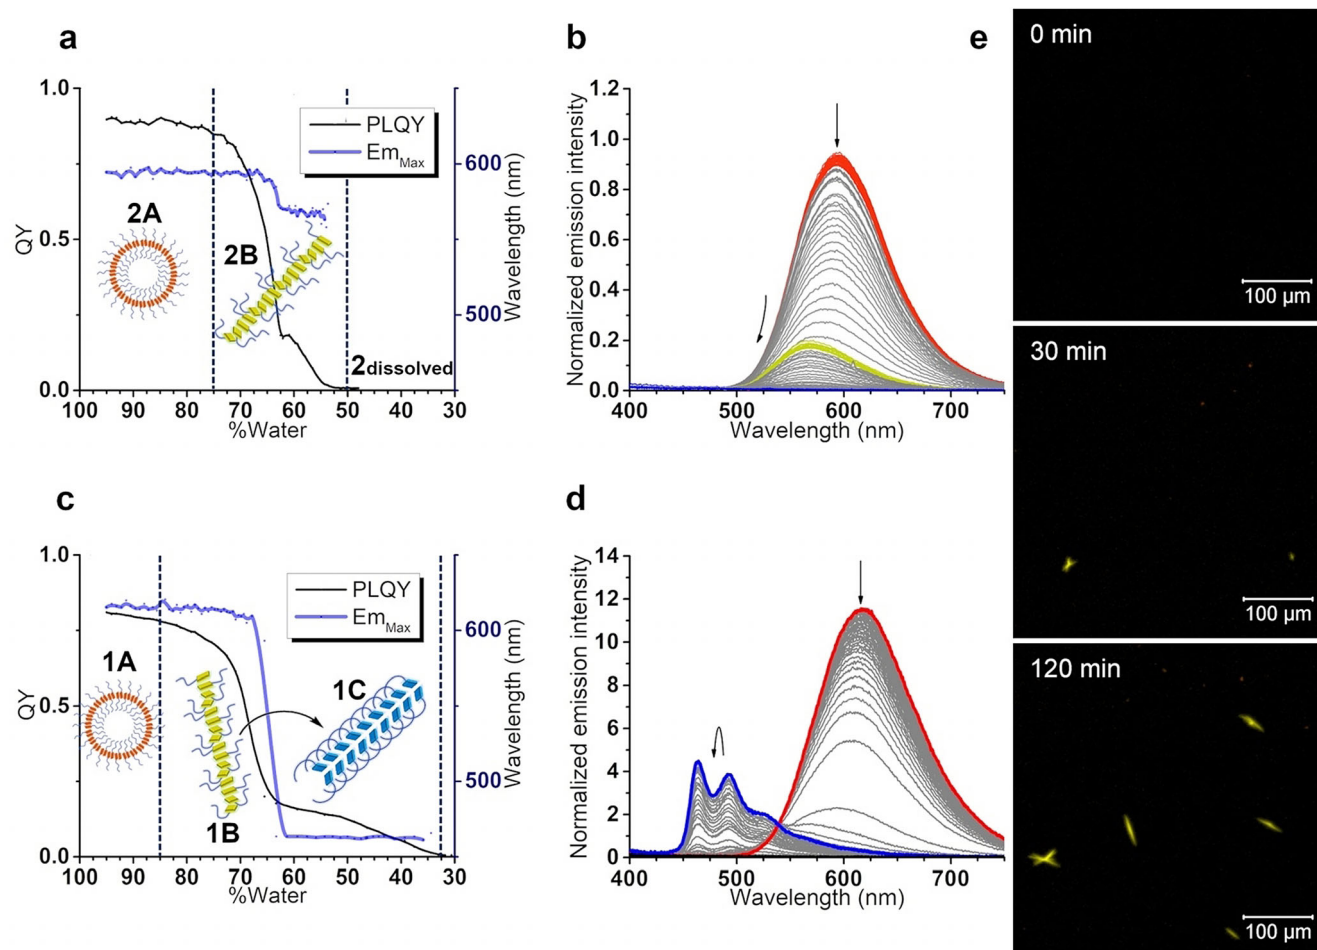 a
1.0
0.5
0.0
QY
100 90 80 70 60 50 40 30
%Water
600
500
Wavelength (nm)
PLQY
EmMax
2A
2B
2dissolved
b
1.2
1.0
0.8
0.6
0.4
0.2
0.0
Normalized emission intensity
400 500 600 700
Wavelength (nm)
c
1.0
0.5
0.0
QY
100 90 80 70 60 50 40 30
%Water
600
500
Wavelength (nm)
PLQY
EmMax
1A
1B
1C
d
14
12
10
8
6
4
2
0
Normalized emission intensity
400 500 600 700
Wavelength (nm)
e
0 min
100 µm
30 min
100 µm
120 min
100 µm